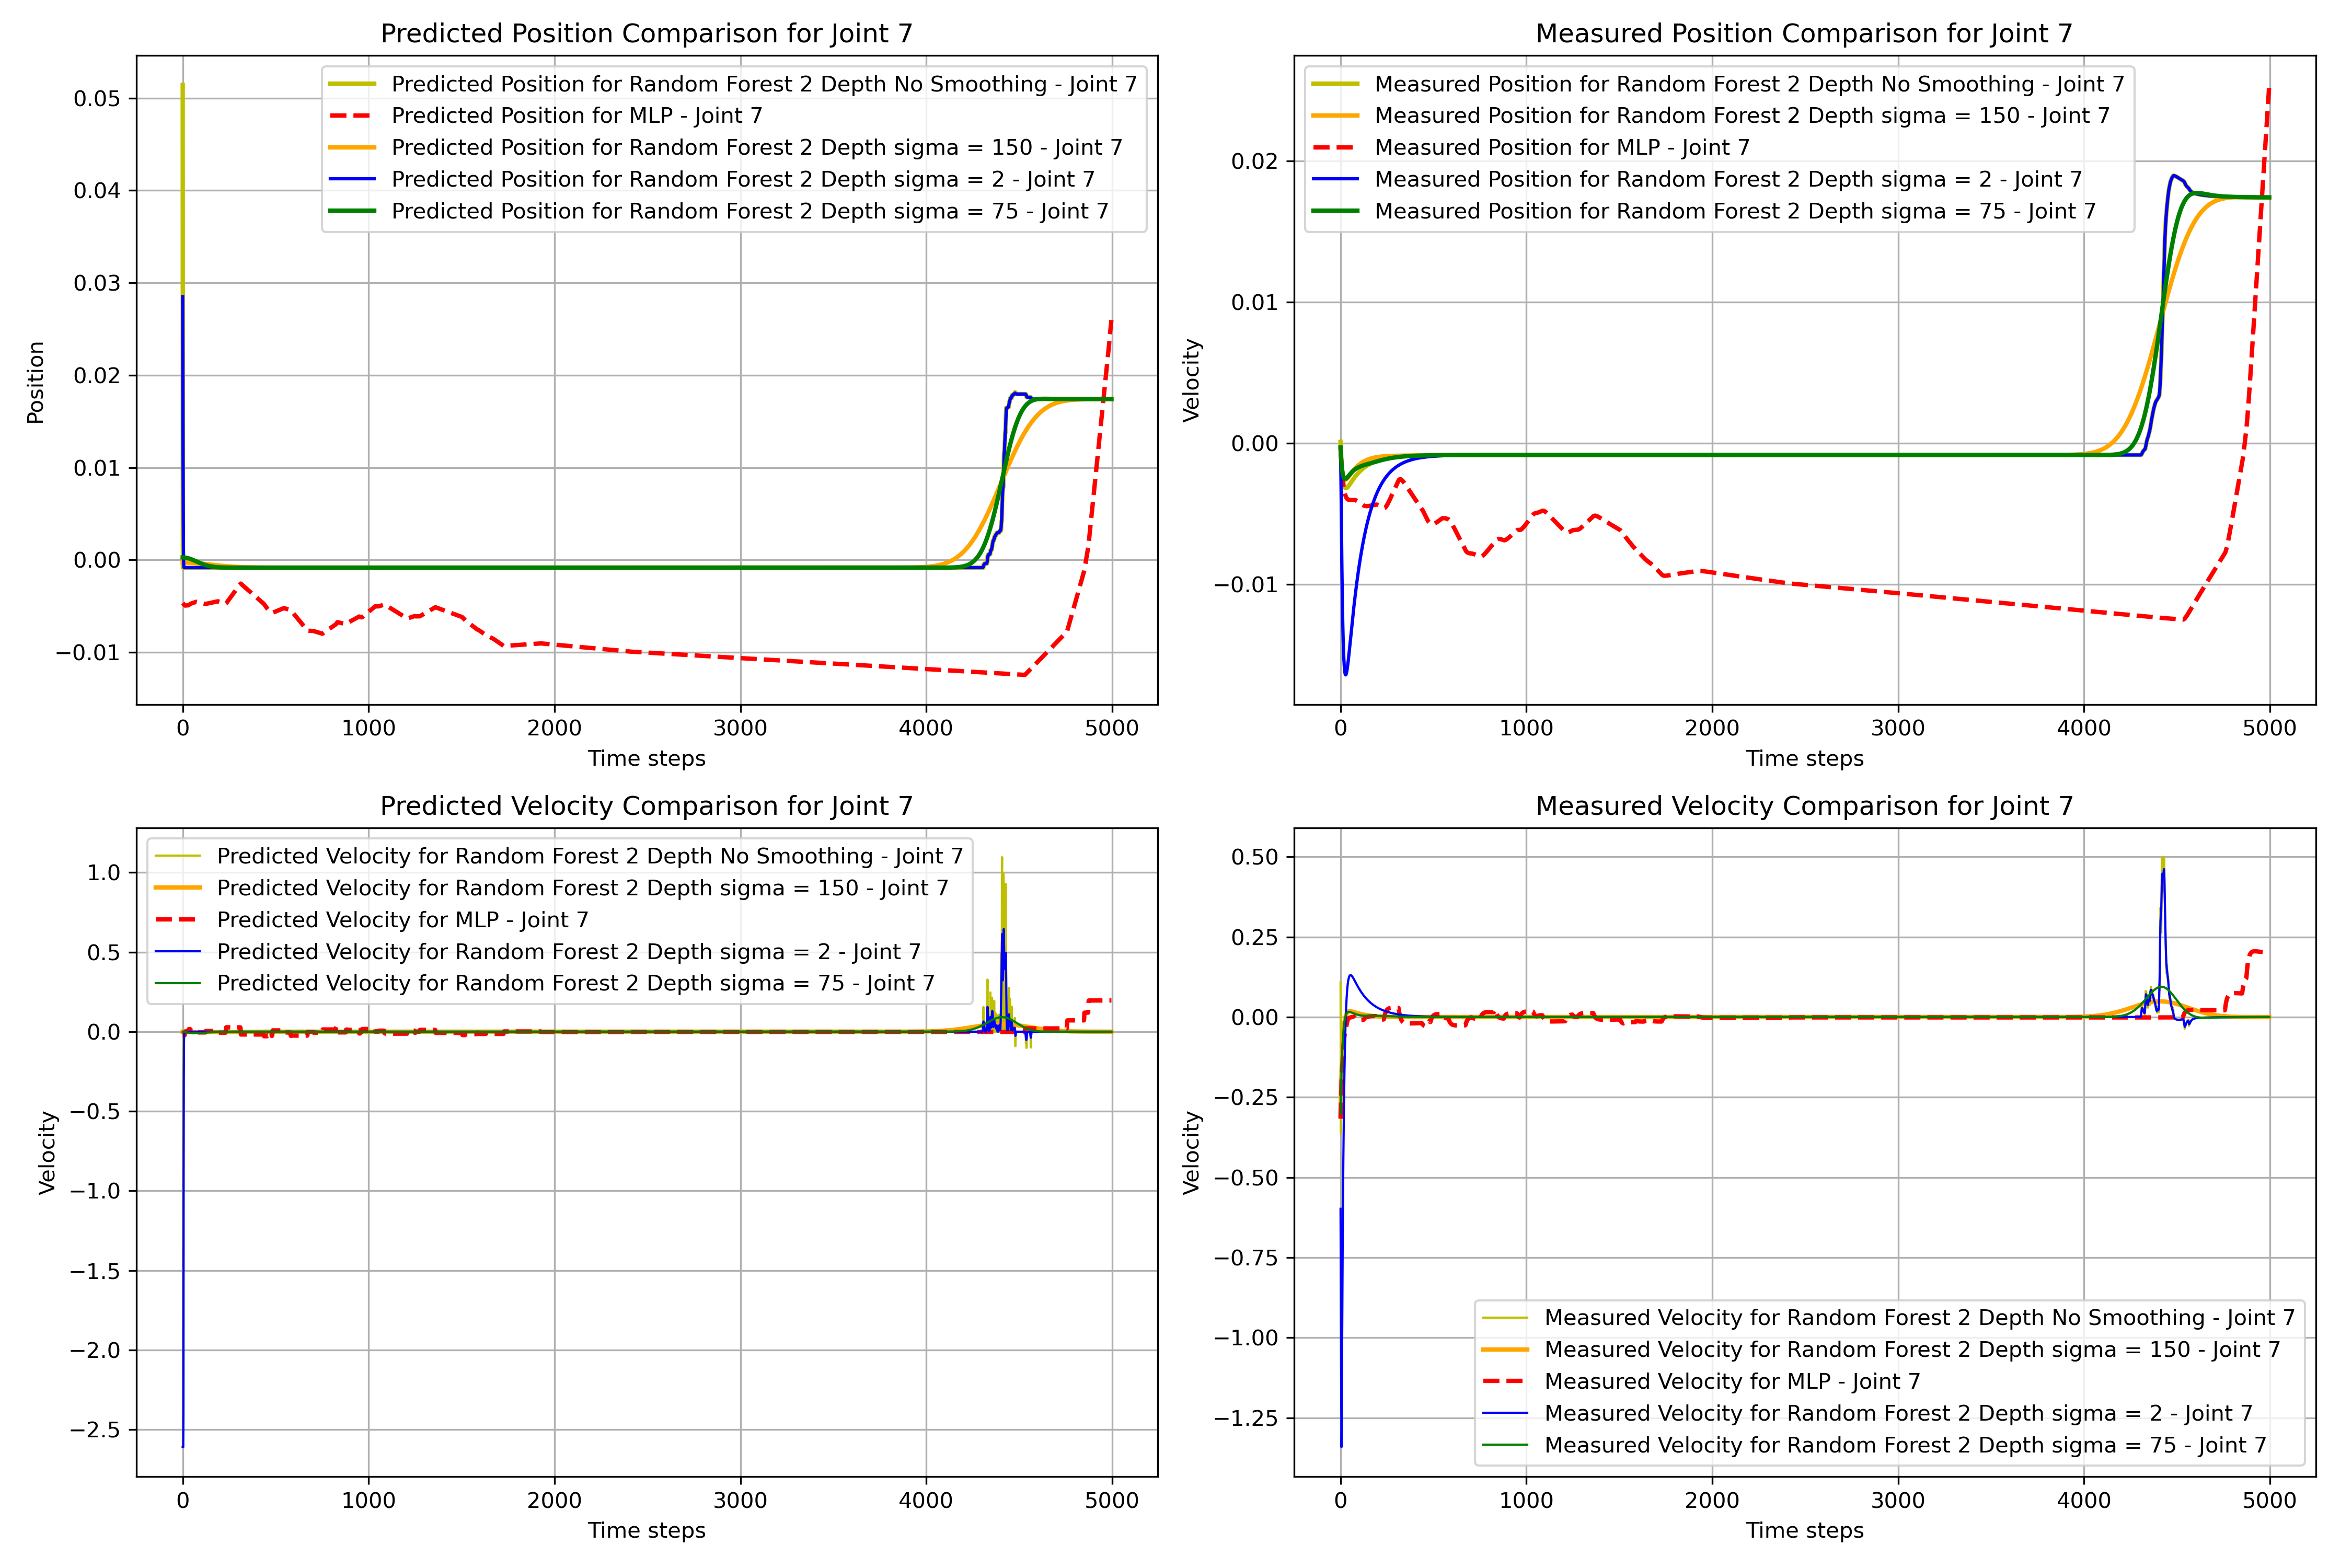 Predicted Position Comparison for Joint 7
Position
0.05
0.04
0.03
0.02
0.01
0.00
−0.01
Predicted Position for Random Forest 2 Depth No Smoothing - Joint 7
Predicted Position for MLP - Joint 7
Predicted Position for Random Forest 2 Depth sigma = 150 - Joint 7
Predicted Position for Random Forest 2 Depth sigma = 2 - Joint 7
Predicted Position for Random Forest 2 Depth sigma = 75 - Joint 7
0 1000 2000 3000 4000 5000
Time steps
Measured Position Comparison for Joint 7
Velocity
0.02
0.01
0.00
−0.01
Measured Position for Random Forest 2 Depth No Smoothing - Joint 7
Measured Position for Random Forest 2 Depth sigma = 150 - Joint 7
Measured Position for MLP - Joint 7
Measured Position for Random Forest 2 Depth sigma = 2 - Joint 7
Measured Position for Random Forest 2 Depth sigma = 75 - Joint 7
0 1000 2000 3000 4000 5000
Time steps
Predicted Velocity Comparison for Joint 7
Velocity
1.0
0.5
0.0
−0.5
−1.0
−1.5
−2.0
−2.5
Predicted Velocity for Random Forest 2 Depth No Smoothing - Joint 7
Predicted Velocity for Random Forest 2 Depth sigma = 150 - Joint 7
Predicted Velocity for MLP - Joint 7
Predicted Velocity for Random Forest 2 Depth sigma = 2 - Joint 7
Predicted Velocity for Random Forest 2 Depth sigma = 75 - Joint 7
0 1000 2000 3000 4000 5000
Time steps
Measured Velocity Comparison for Joint 7
Velocity
0.50
0.25
0.00
−0.25
−0.50
−0.75
−1.00
−1.25
Measured Velocity for Random Forest 2 Depth No Smoothing - Joint 7
Measured Velocity for Random Forest 2 Depth sigma = 150 - Joint 7
Measured Velocity for MLP - Joint 7
Measured Velocity for Random Forest 2 Depth sigma = 2 - Joint 7
Measured Velocity for Random Forest 2 Depth sigma = 75 - Joint 7
0 1000 2000 3000 4000 5000
Time steps